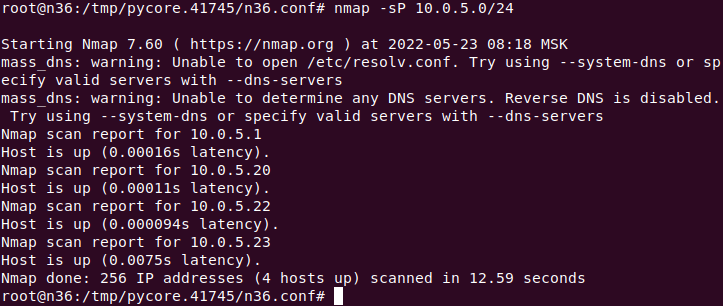 root@n36:/tmp/pycore.41745/n36.conf# nmap -sP 10.0.5.0/24
Starting Nmap 7.60 ( https://nmap.org ) at 2022-05-23 08:18 MSK
mass_dns: warning: Unable to open /etc/resolv.conf. Try using --system-dns or sp
ecify valid servers with --dns-servers
mass_dns: warning: Unable to determine any DNS servers. Reverse DNS is disabled.
 Try using --system-dns or specify valid servers with --dns-servers
Nmap scan report for 10.0.5.1
Host is up (0.00016s latency).
Nmap scan report for 10.0.5.20
Host is up (0.00011s latency).
Nmap scan report for 10.0.5.22
Host is up (0.000094s latency).
Nmap scan report for 10.0.5.23
Host is up (0.0075s latency).
Nmap done: 256 IP addresses (4 hosts up) scanned in 12.59 seconds
root@n36:/tmp/pycore.41745/n36.conf#